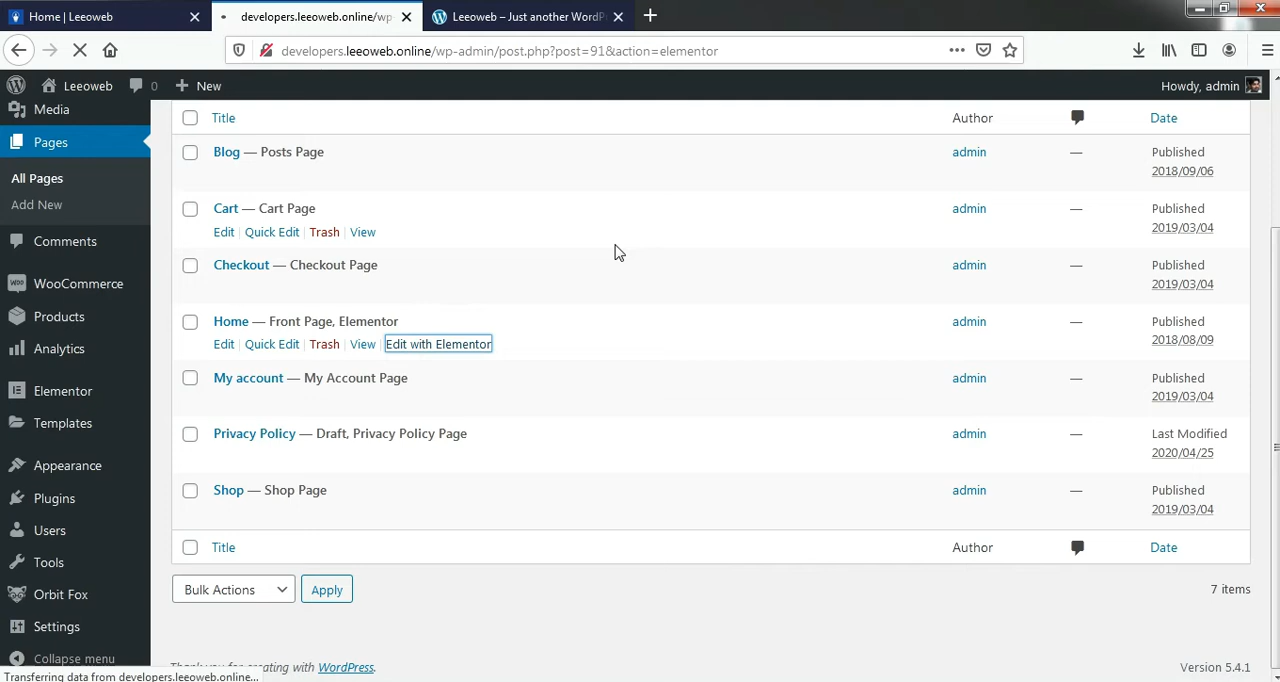 Home | Leeoweb
developers.leeoweb.online/wp
Leeoweb – Just another WordP
developers.leeoweb.online/wp-admin/post.php?post=91&action=elementor
Leeoweb 0 New Howdy, admin
Media
Pages
All Pages
Add New
Comments
WooCommerce
Products
Analytics
Elementor
Templates
Appearance
Plugins
Users
Tools
Orbit Fox
Settings
Collapse menu
Title Author Date
Blog — Posts Page admin — Published
2018/09/06
Cart — Cart Page admin — Published
2019/03/04
Edit | Quick Edit | Trash | View
Checkout — Checkout Page admin — Published
2019/03/04
Home — Front Page, Elementor admin — Published
2018/08/09
Edit | Quick Edit | Trash | View | Edit with Elementor
My account — My Account Page admin — Published
2019/03/04
Privacy Policy — Draft, Privacy Policy Page admin — Last Modified
2020/04/25
Shop — Shop Page admin — Published
2019/03/04
Title Author Date
Bulk Actions Apply 7 items
Thank you for creating with WordPress. Version 5.4.1
Transferring data from developers.leeoweb.online...